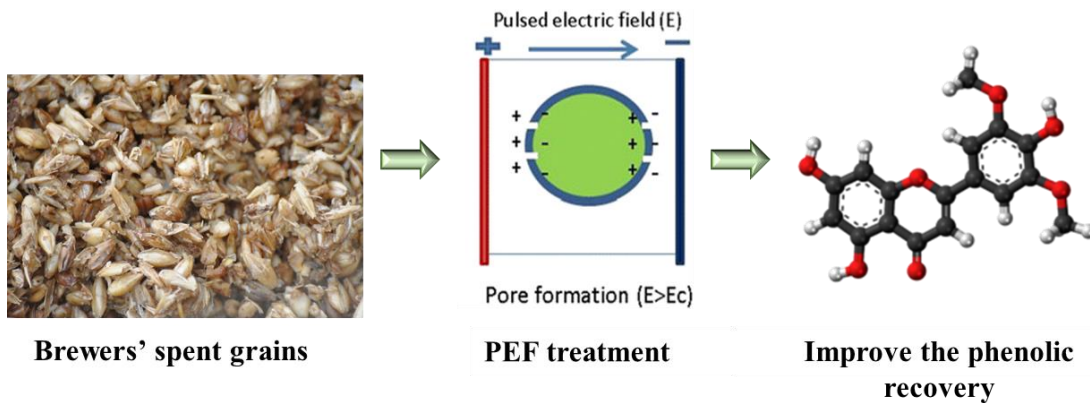 Pulsed electric field (E)
+ −
+ - + -
+ - + -
+ - + -
Pore formation (E>Ec)
Brewers’ spent grains
PEF treatment
Improve the phenolic
recovery